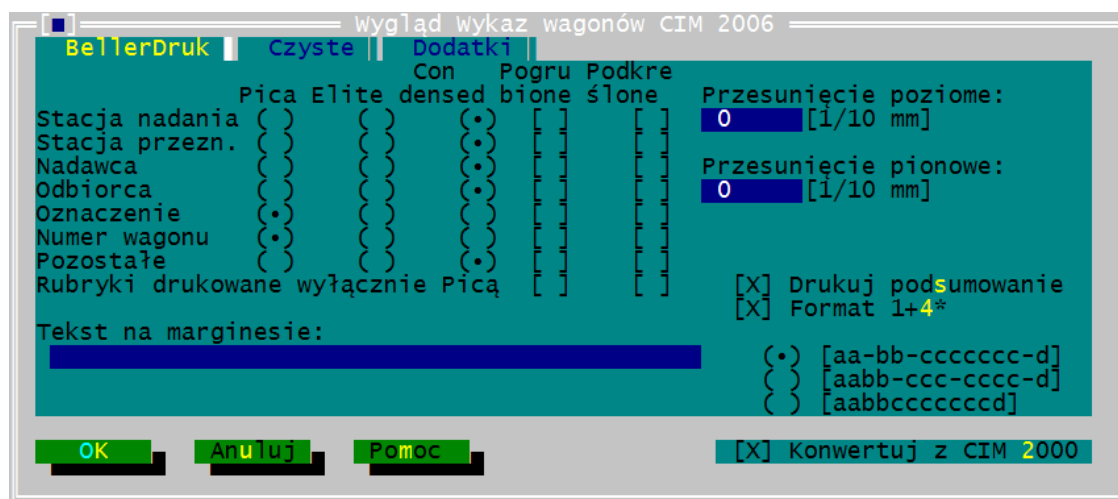 [■] Wygląd Wykaz wagonów CIM 2006
BellerDruk Czyste Dodatki
Con Pogru Podkre
Pica Elite densed bione ślone Przesunięcie poziome:
Stacja nadania ( ) ( ) (•) [ ] [ ] 0 [1/10 mm]
Stacja przezn. ( ) ( ) (•) [ ] [ ]
Nadawca ( ) ( ) (•) [ ] [ ] Przesunięcie pionowe:
Odbiorca ( ) ( ) (•) [ ] [ ] 0 [1/10 mm]
Oznaczenie (•) ( ) ( ) [ ] [ ]
Numer wagonu (•) ( ) ( ) [ ] [ ]
Pozostałe ( ) ( ) (•) [ ] [ ]
Rubryki drukowane wyłącznie Picą [ ] [ ] [X] Drukuj podsumowanie
[X] Format 1+4*
Tekst na marginesie:
(•) [aa-bb-ccccccc-d]
( ) [aabb-ccc-cccc-d]
( ) [aabbcccccccd]
OK Anuluj Pomoc [X] Konwertuj z CIM 2000